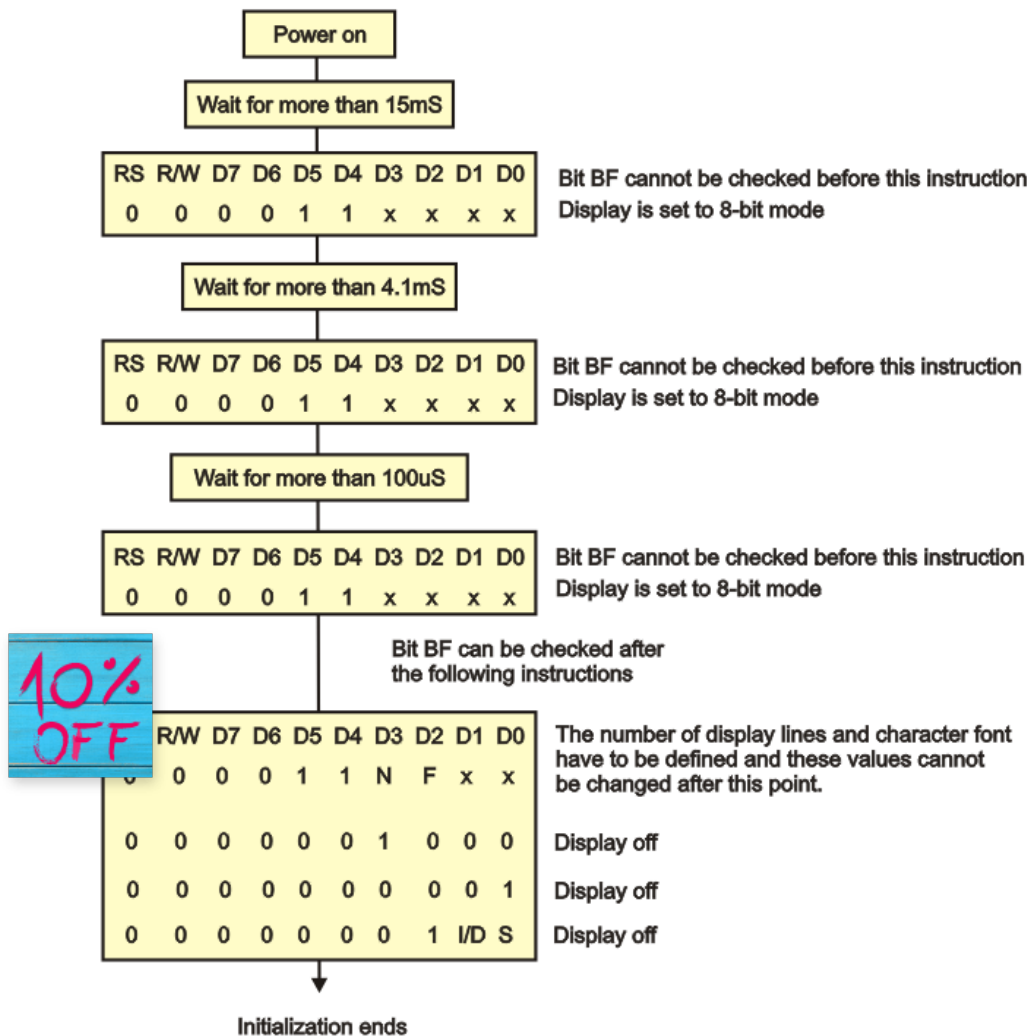 Power on
Wait for more than 15mS
RS R/W D7 D6 D5 D4 D3 D2 D1 D0 Bit BF cannot be checked before this instruction
0 0 0 0 1 1 x x x x Display is set to 8-bit mode
Wait for more than 4.1mS
RS R/W D7 D6 D5 D4 D3 D2 D1 D0 Bit BF cannot be checked before this instruction
0 0 0 0 1 1 x x x x Display is set to 8-bit mode
Wait for more than 100uS
RS R/W D7 D6 D5 D4 D3 D2 D1 D0 Bit BF cannot be checked before this instruction
0 0 0 0 1 1 x x x x Display is set to 8-bit mode
Bit BF can be checked after
the following instructions
10%
OFF
R/W D7 D6 D5 D4 D3 D2 D1 D0 The number of display lines and character font
have to be defined and these values cannot
0 0 0 1 1 N F x x be changed after this point.
0 0 0 0 0 0 1 0 0 0 Display off
0 0 0 0 0 0 0 0 0 1 Display off
0 0 0 0 0 0 0 1 I/D S Display off
Initialization ends